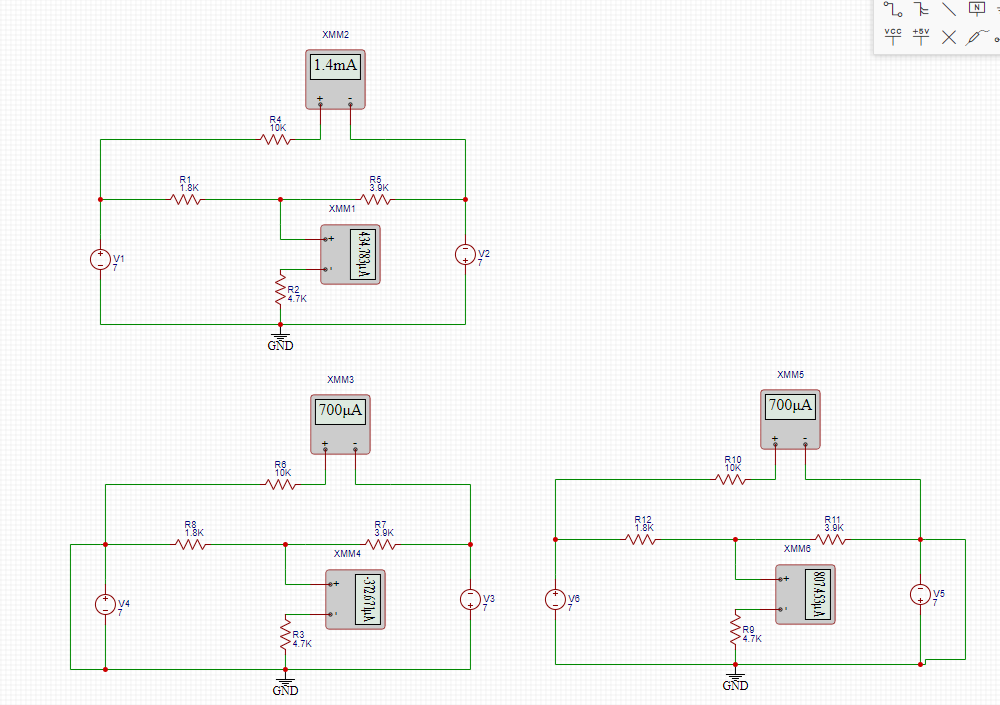 N
VCC
+5V
XMM2
1.4mA
+ -
R4
10K
R1
1.8K
R5
3.9K
XMM1
+
434.783µA
-
V1
7
V2
7
R2
4.7K
GND
XMM3
700µA
+ -
XMM5
700µA
+ -
R6
10K
R10
10K
R8
1.8K
R7
3.9K
R12
1.8K
R11
3.9K
XMM4
+
-372.671µA
-
XMM6
+
807.453µA
-
V4
7
V3
7
V6
7
V5
7
R3
4.7K
R9
4.7K
GND
GND